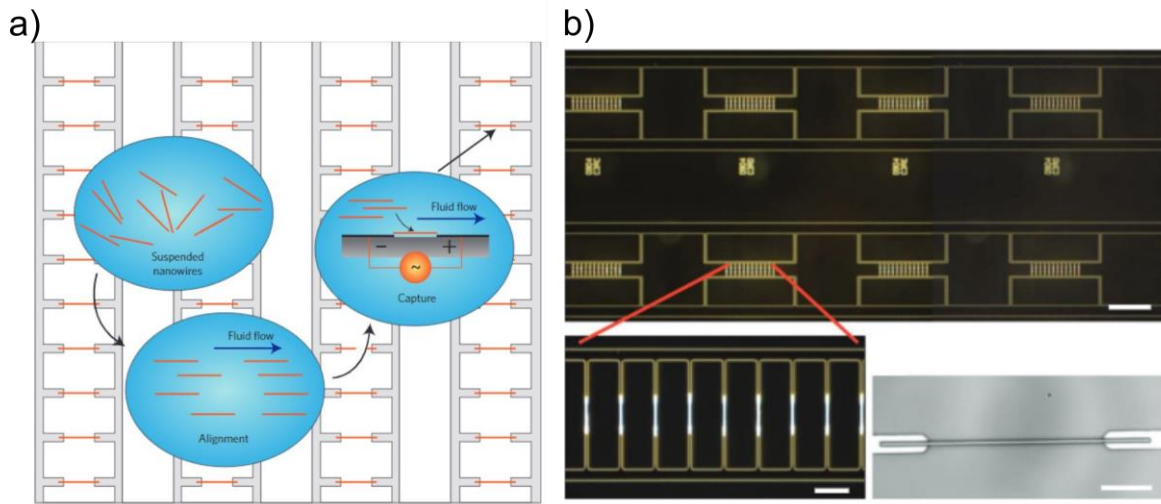 a)
b)
Suspended
nanowires
Fluid flow
− +
~
Capture
Fluid flow
Alignment